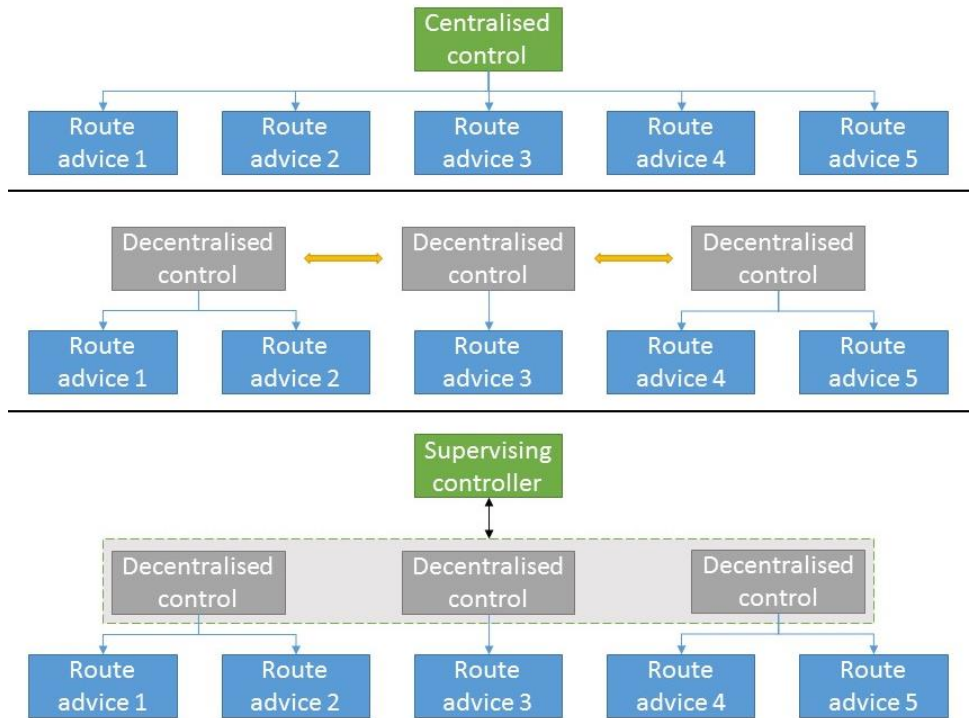 Centralised
control
Route
advice 1
Route
advice 2
Route
advice 3
Route
advice 4
Route
advice 5
Decentralised
control
Decentralised
control
Decentralised
control
Route
advice 1
Route
advice 2
Route
advice 3
Route
advice 4
Route
advice 5
Supervising
controller
Decentralised
control
Decentralised
control
Decentralised
control
Route
advice 1
Route
advice 2
Route
advice 3
Route
advice 4
Route
advice 5